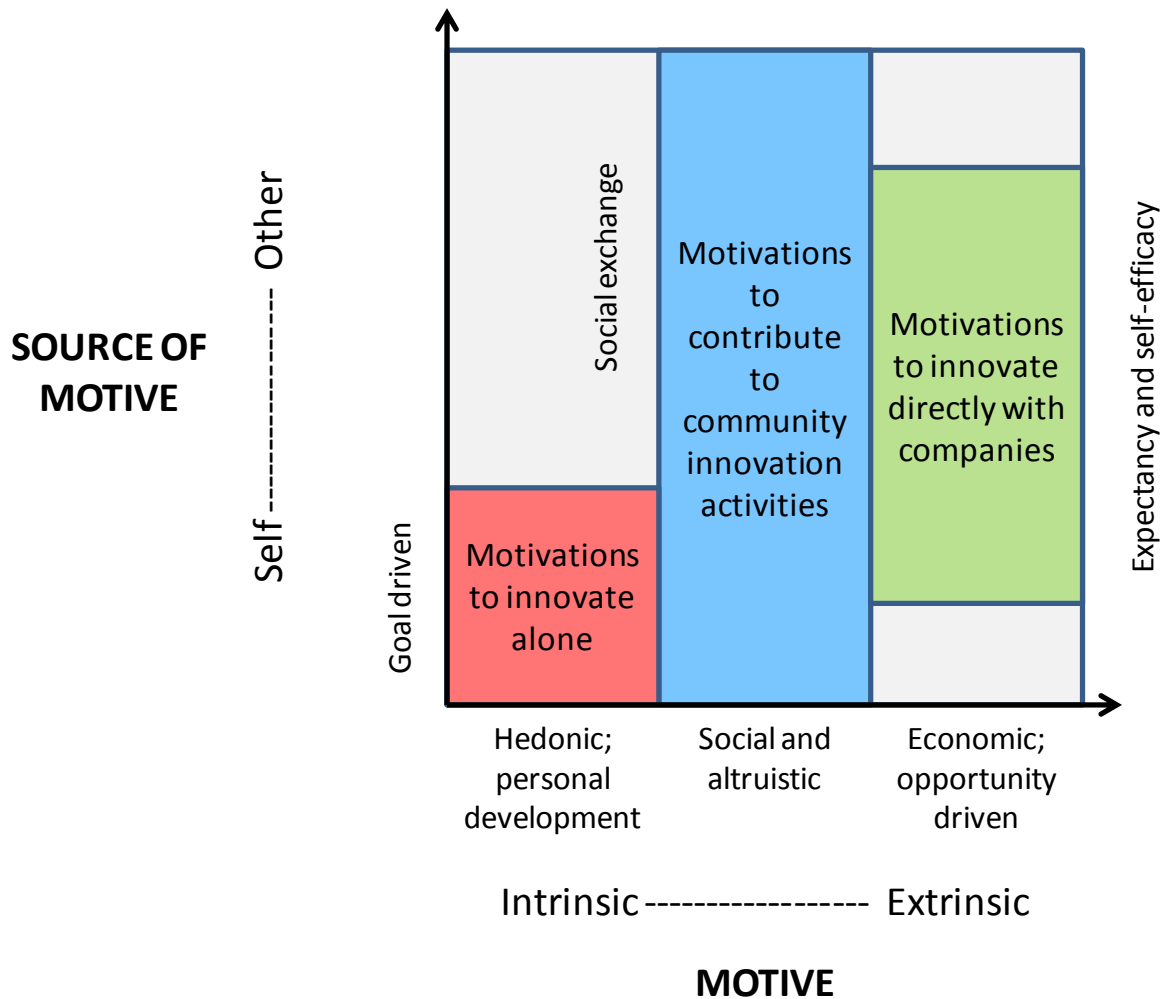 SOURCE OF
MOTIVE
Self ------------------ Other
Goal driven
Social exchange
Motivations
to innovate
alone
Motivations
to
contribute
to
community
innovation
activities
Motivations
to innovate
directly with
companies
Expectancy and self-efficacy
Hedonic;
personal
development
Social and
altruistic
Economic;
opportunity
driven
Intrinsic ------------------ Extrinsic
MOTIVE